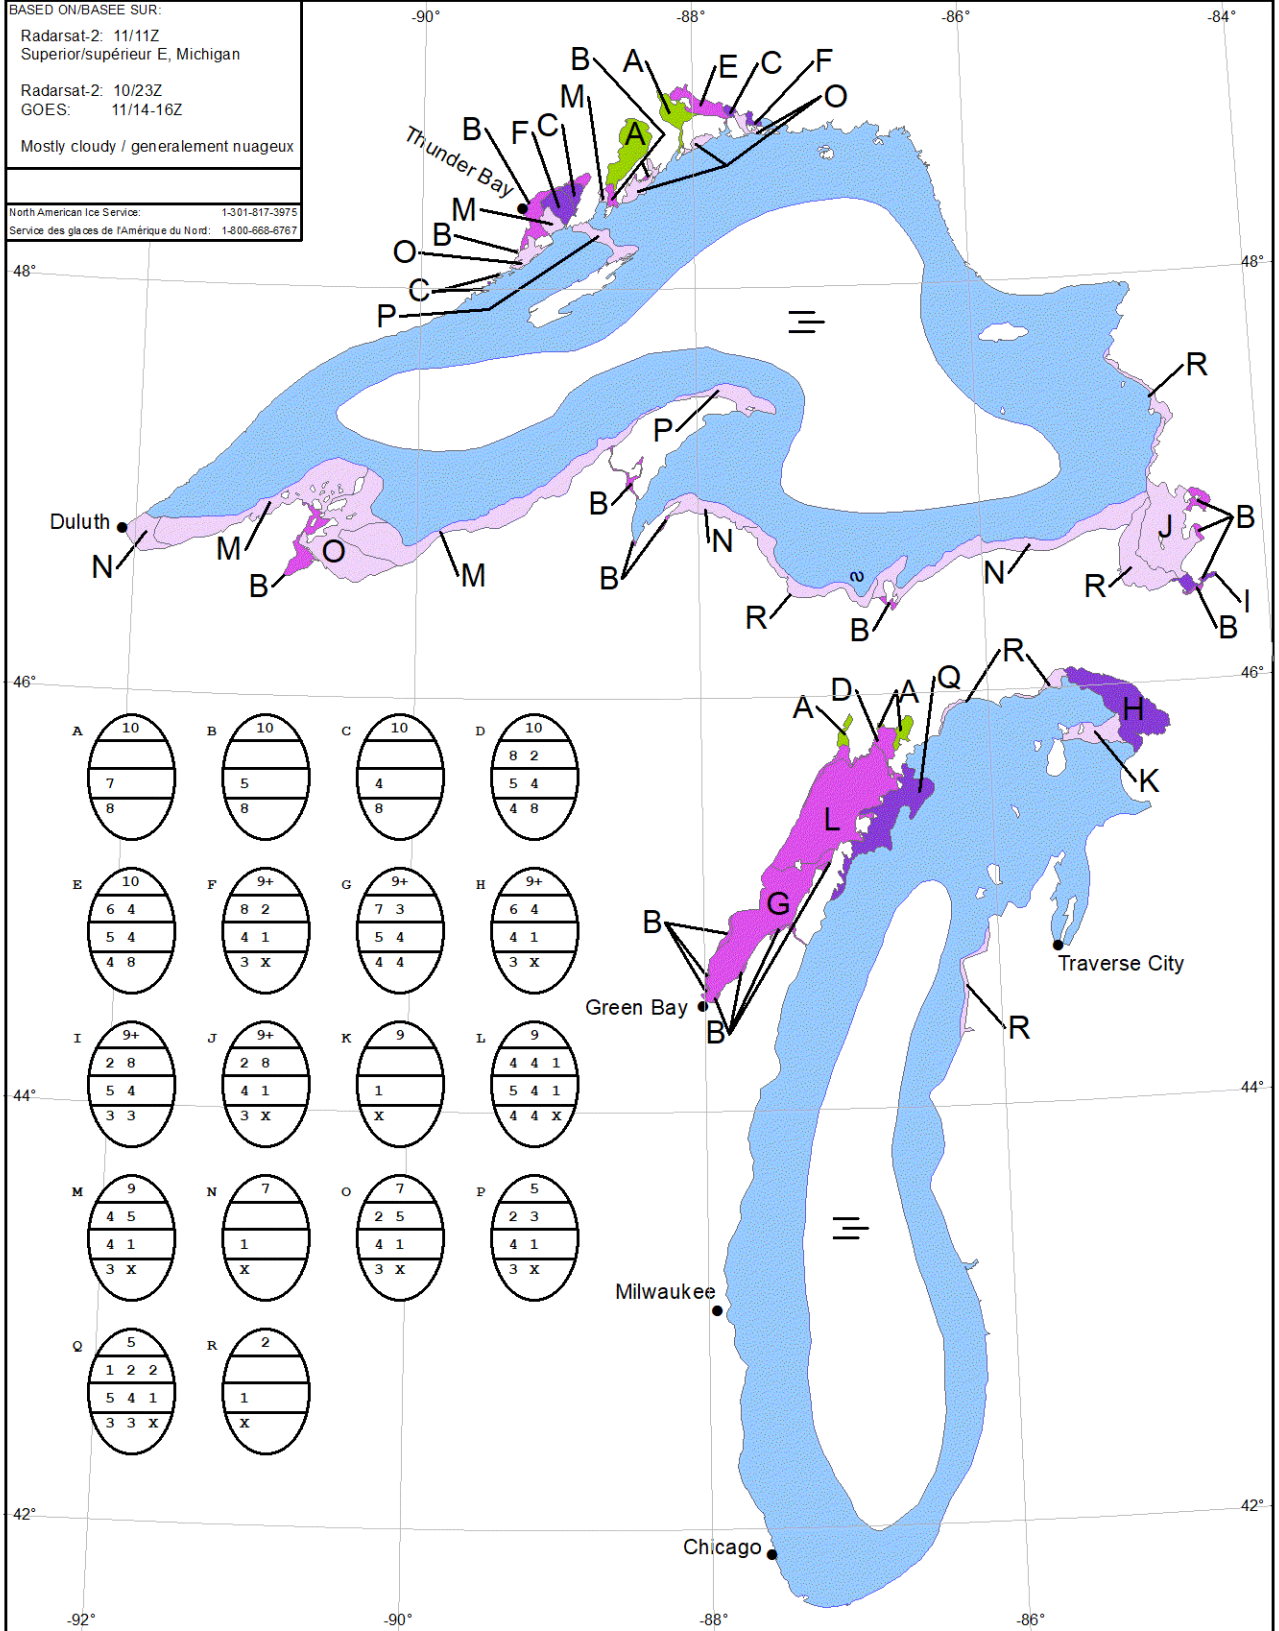 BASED ON/BASEE SUR:
Radarsat-2: 11/11Z
Superior/supérieur E, Michigan
Radarsat-2: 10/23Z
GOES: 11/14-16Z
Mostly cloudy / generalement nuageux
North American Ice Service: 1-301-817-3975
Service des glaces de l'Amérique du Nord: 1-800-668-6767
-90° -88° -86° -84°
B A E C F
M O
B F C A
Thunder Bay
M
B
O
C
P
48° 48°
R
P
B
Duluth
N M B O M B N R B N R J B I B
46° 46°
R
A D A Q
H
K
L
G
B
B
Green Bay
Traverse City
R
44° 44°
Milwaukee
42° 42°
Chicago
-92° -90° -88° -86°
A B C D
10 10 10 10
8 2
7 5 4 5 4
8 8 8 4 8
E F G H
10 9+ 9+ 9+
6 4 8 2 7 3 6 4
5 4 4 1 5 4 4 1
4 8 3 X 4 4 3 X
I J K L
9+ 9+ 9 9
2 8 2 8 4 4 1
5 4 4 1 1 5 4 1
3 3 3 X X 4 4 X
M N O P
9 7 7 5
4 5 2 5 2 3
4 1 1 4 1 4 1
3 X X 3 X 3 X
Q R
5 2
1 2 2
5 4 1 1
3 3 X X